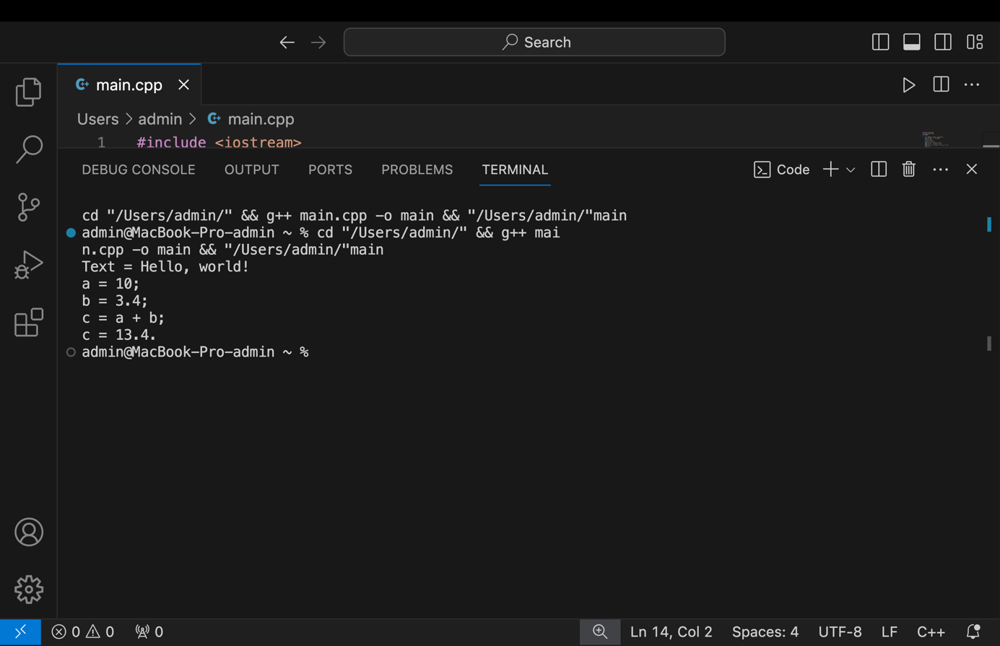 Search
main.cpp
Users > admin > main.cpp
1 #include <iostream>
DEBUG CONSOLE OUTPUT PORTS PROBLEMS TERMINAL Code
cd "/Users/admin/" && g++ main.cpp -o main && "/Users/admin/"main
admin@MacBook-Pro-admin ~ % cd "/Users/admin/" && g++ mai
n.cpp -o main && "/Users/admin/"main
Text = Hello, world!
a = 10;
b = 3.4;
c = a + b;
c = 13.4.
admin@MacBook-Pro-admin ~ %
0 0 0 Ln 14, Col 2 Spaces: 4 UTF-8 LF C++